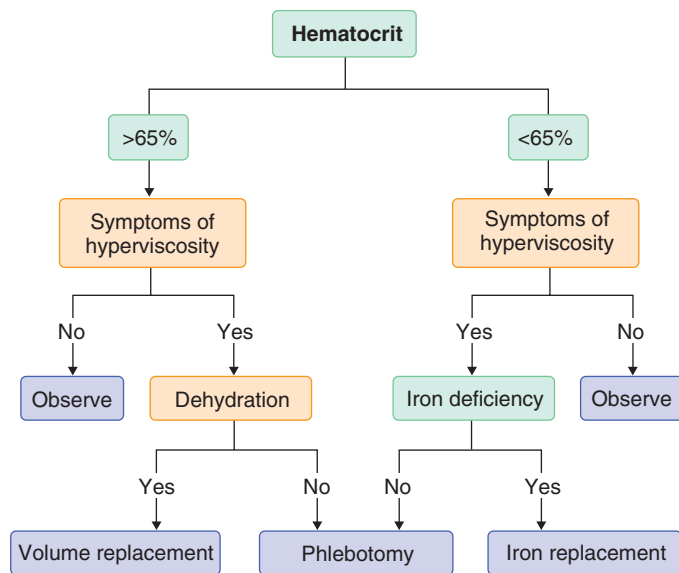 Hematocrit
>65%
<65%
Symptoms of
hyperviscosity
Symptoms of
hyperviscosity
No
Yes
Yes
No
Observe
Dehydration
Iron deficiency
Observe
Yes
No
No
Yes
Volume replacement
Phlebotomy
Iron replacement